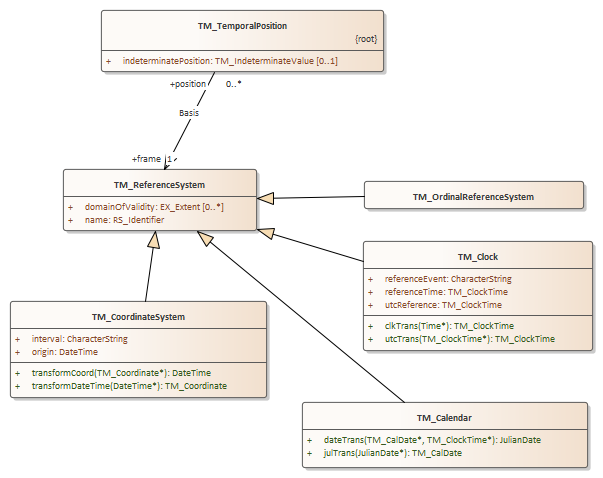 TM_TemporalPosition
{root}
+ indeterminatePosition: TM_IndeterminateValue [0..1]
+position 0..*
Basis
+frame 1
TM_ReferenceSystem
+ domainOfValidity: EX_Extent [0..*]
+ name: RS_Identifier
TM_OrdinalReferenceSystem
TM_Clock
+ referenceEvent: CharacterString
+ referenceTime: TM_ClockTime
+ utcReference: TM_ClockTime
+ clkTrans(Time*): TM_ClockTime
+ utcTrans(TM_ClockTime*): TM_ClockTime
TM_CoordinateSystem
+ interval: CharacterString
+ origin: DateTime
+ transformCoord(TM_Coordinate*): DateTime
+ transformDateTime(DateTime*): TM_Coordinate
TM_Calendar
+ dateTrans(TM_CalDate*, TM_ClockTime*): JulianDate
+ julTrans(JulianDate*): TM_CalDate